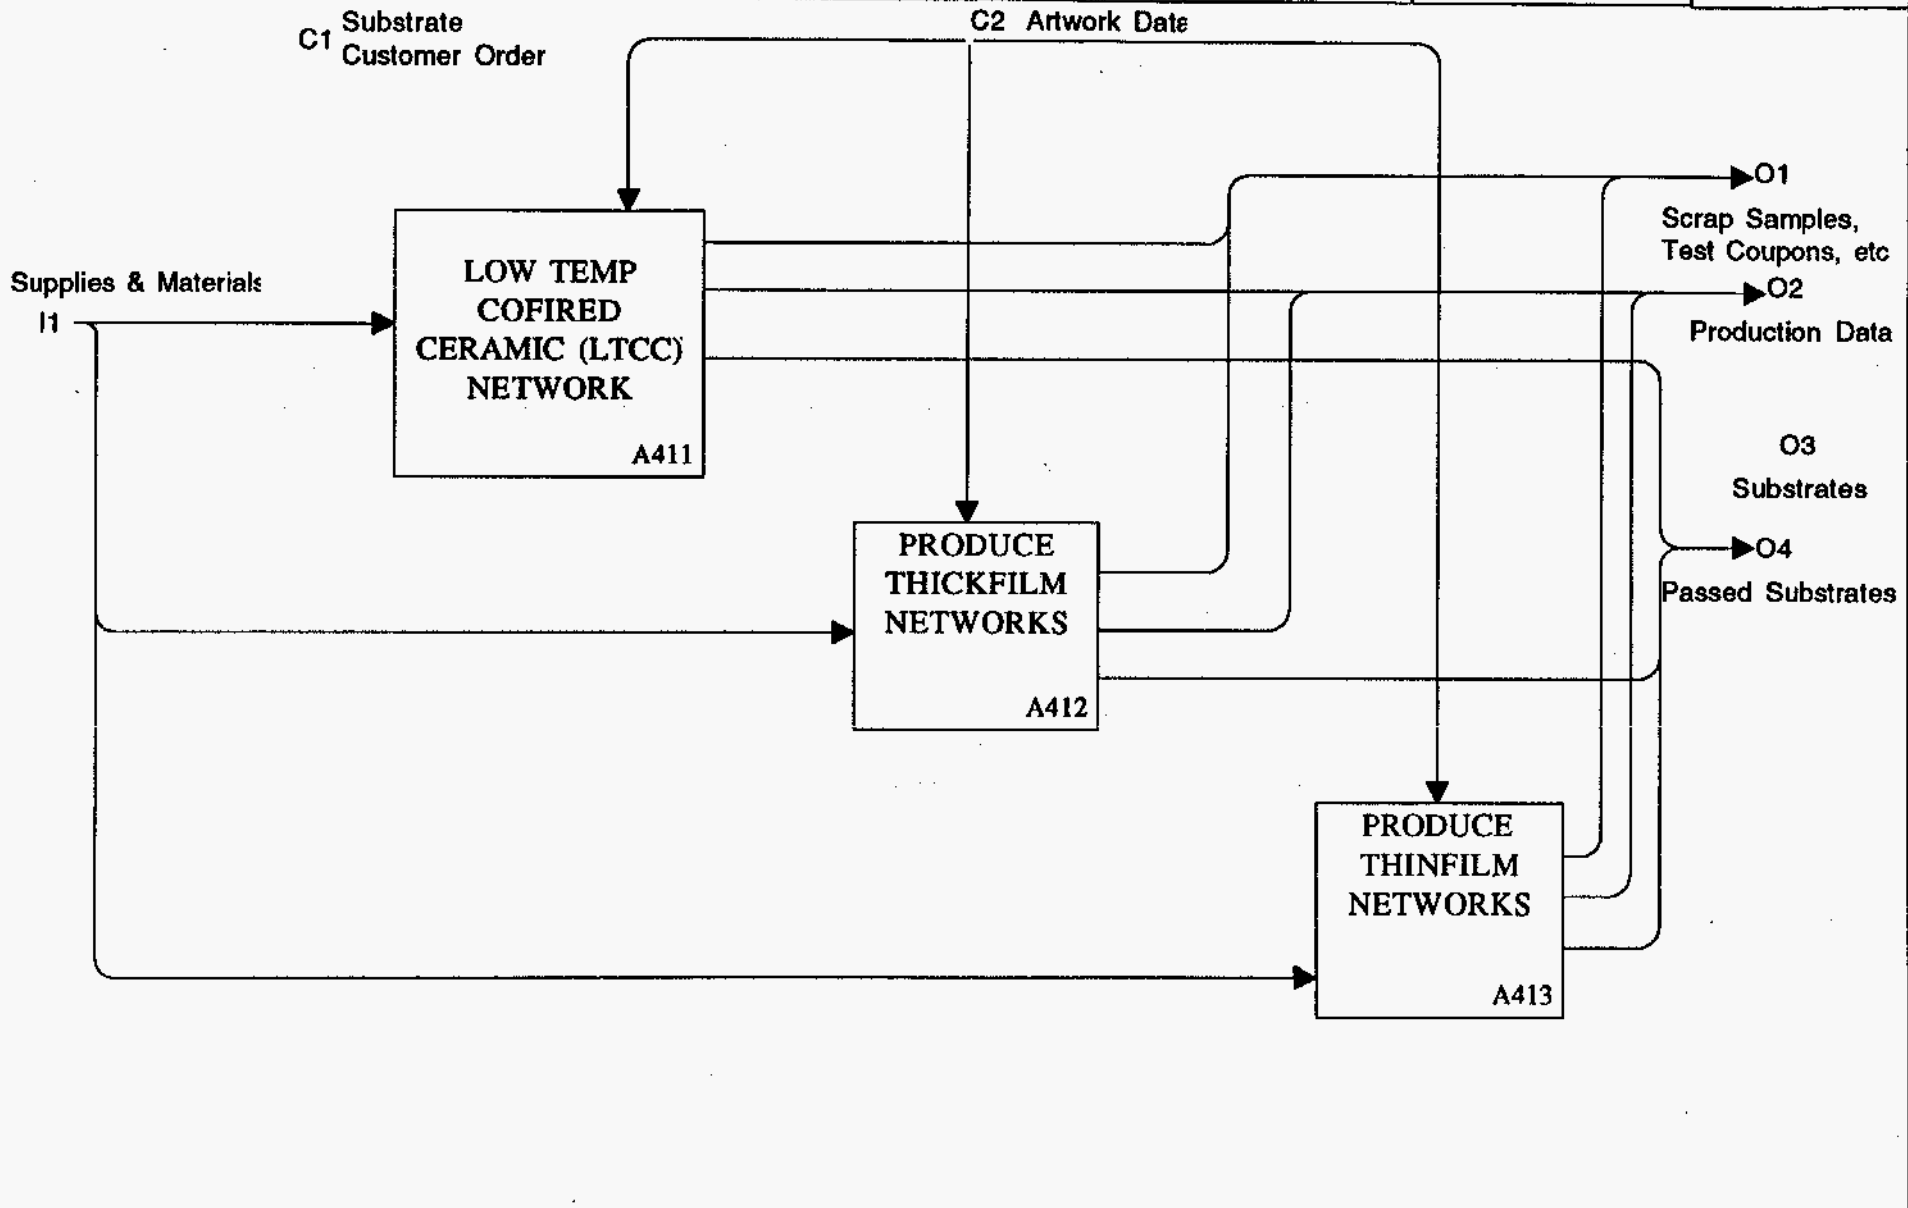 C1 Substrate
Customer Order
C2 Artwork Data
O1
Scrap Samples,
Test Coupons, etc
O2
Production Data
Supplies & Materials
I1
LOW TEMP
COFIRED
CERAMIC (LTCC)
NETWORK
A411
O3
Substrates
O4
Passed Substrates
PRODUCE
THICKFILM
NETWORKS
A412
PRODUCE
THINFILM
NETWORKS
A413